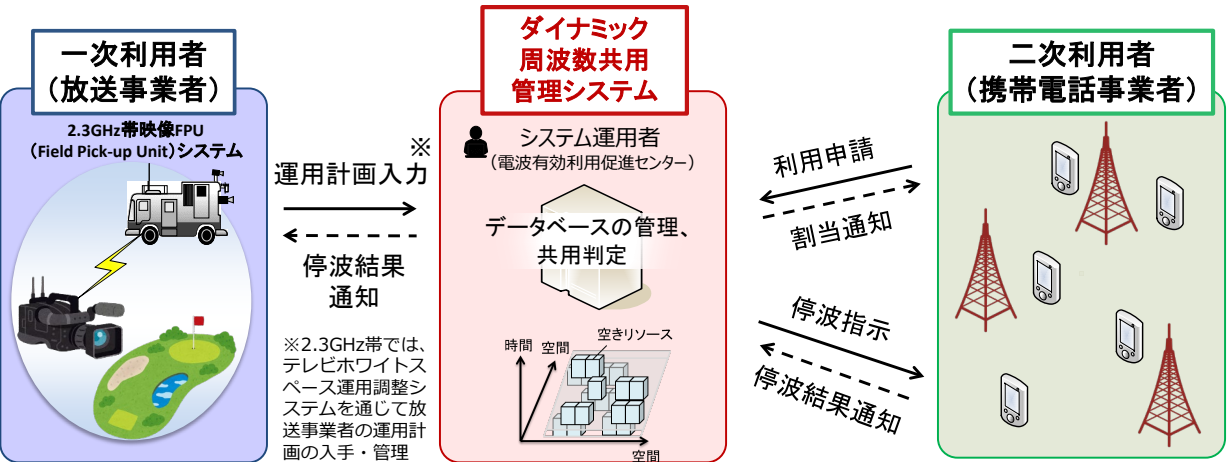 一次利用者
（放送事業者）
2.3GHz帯映像FPU
（Field Pick-up Unit）システム
※
運用計画入力
停波結果
通知
※2.3GHz帯では、
テレビホワイトス
ペース運用調整シ
ステムを通じて放
送事業者の運用計
画の入手・管理
ダイナミック
周波数共用
管理システム
システム運用者
（電波有効利用促進センター）
データベースの管理、
共用判定
空きリソース
時間
空間
空間
利用申請
割当通知
停波指示
停波結果通知
二次利用者
（携帯電話事業者）